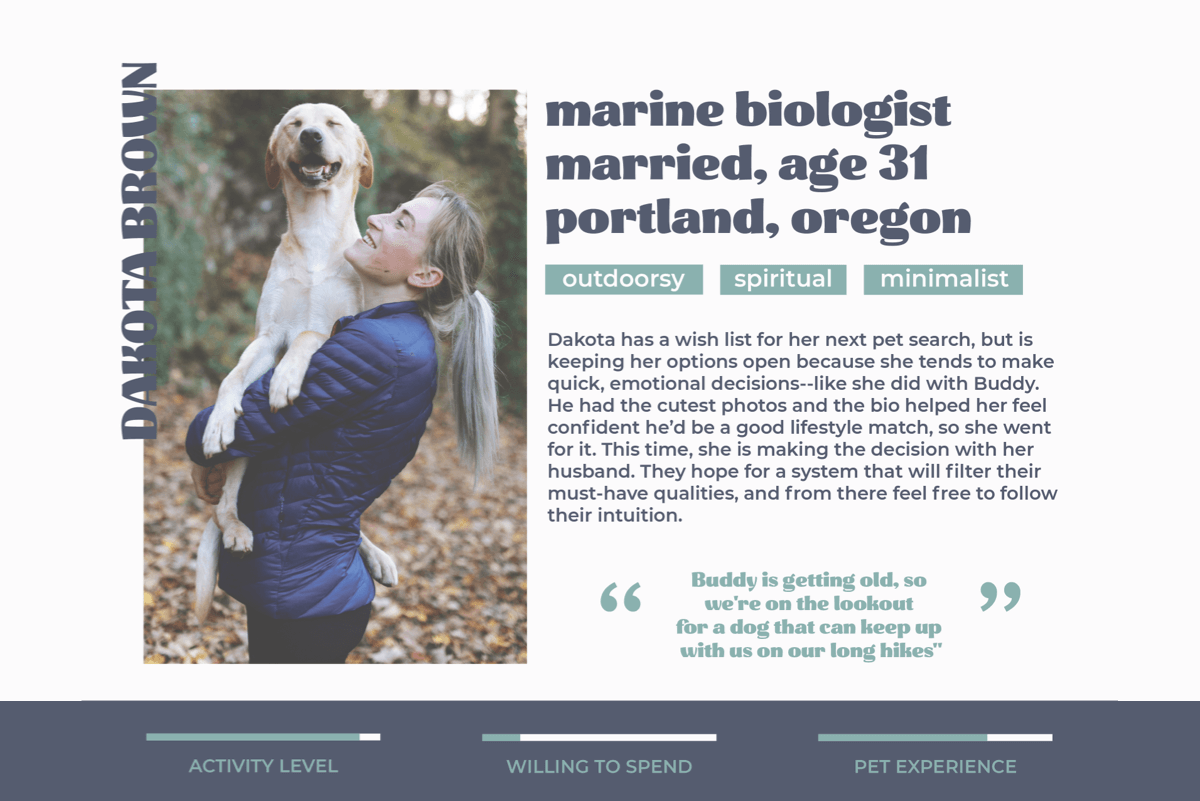 DAKOTA BROWN
marine biologist
married, age 31
portland, oregon
outdoorsy
spiritual
minimalist
Dakota has a wish list for her next pet search, but is
keeping her options open because she tends to make
quick, emotional decisions--like she did with Buddy.
He had the cutest photos and the bio helped her feel
confident he’d be a good lifestyle match, so she went
for it. This time, she is making the decision with her
husband. They hope for a system that will filter their
must-have qualities, and from there feel free to follow
their intuition.
“ Buddy is getting old, so ”
we're on the lookout
for a dog that can keep up
with us on our long hikes"
ACTIVITY LEVEL
WILLING TO SPEND
PET EXPERIENCE